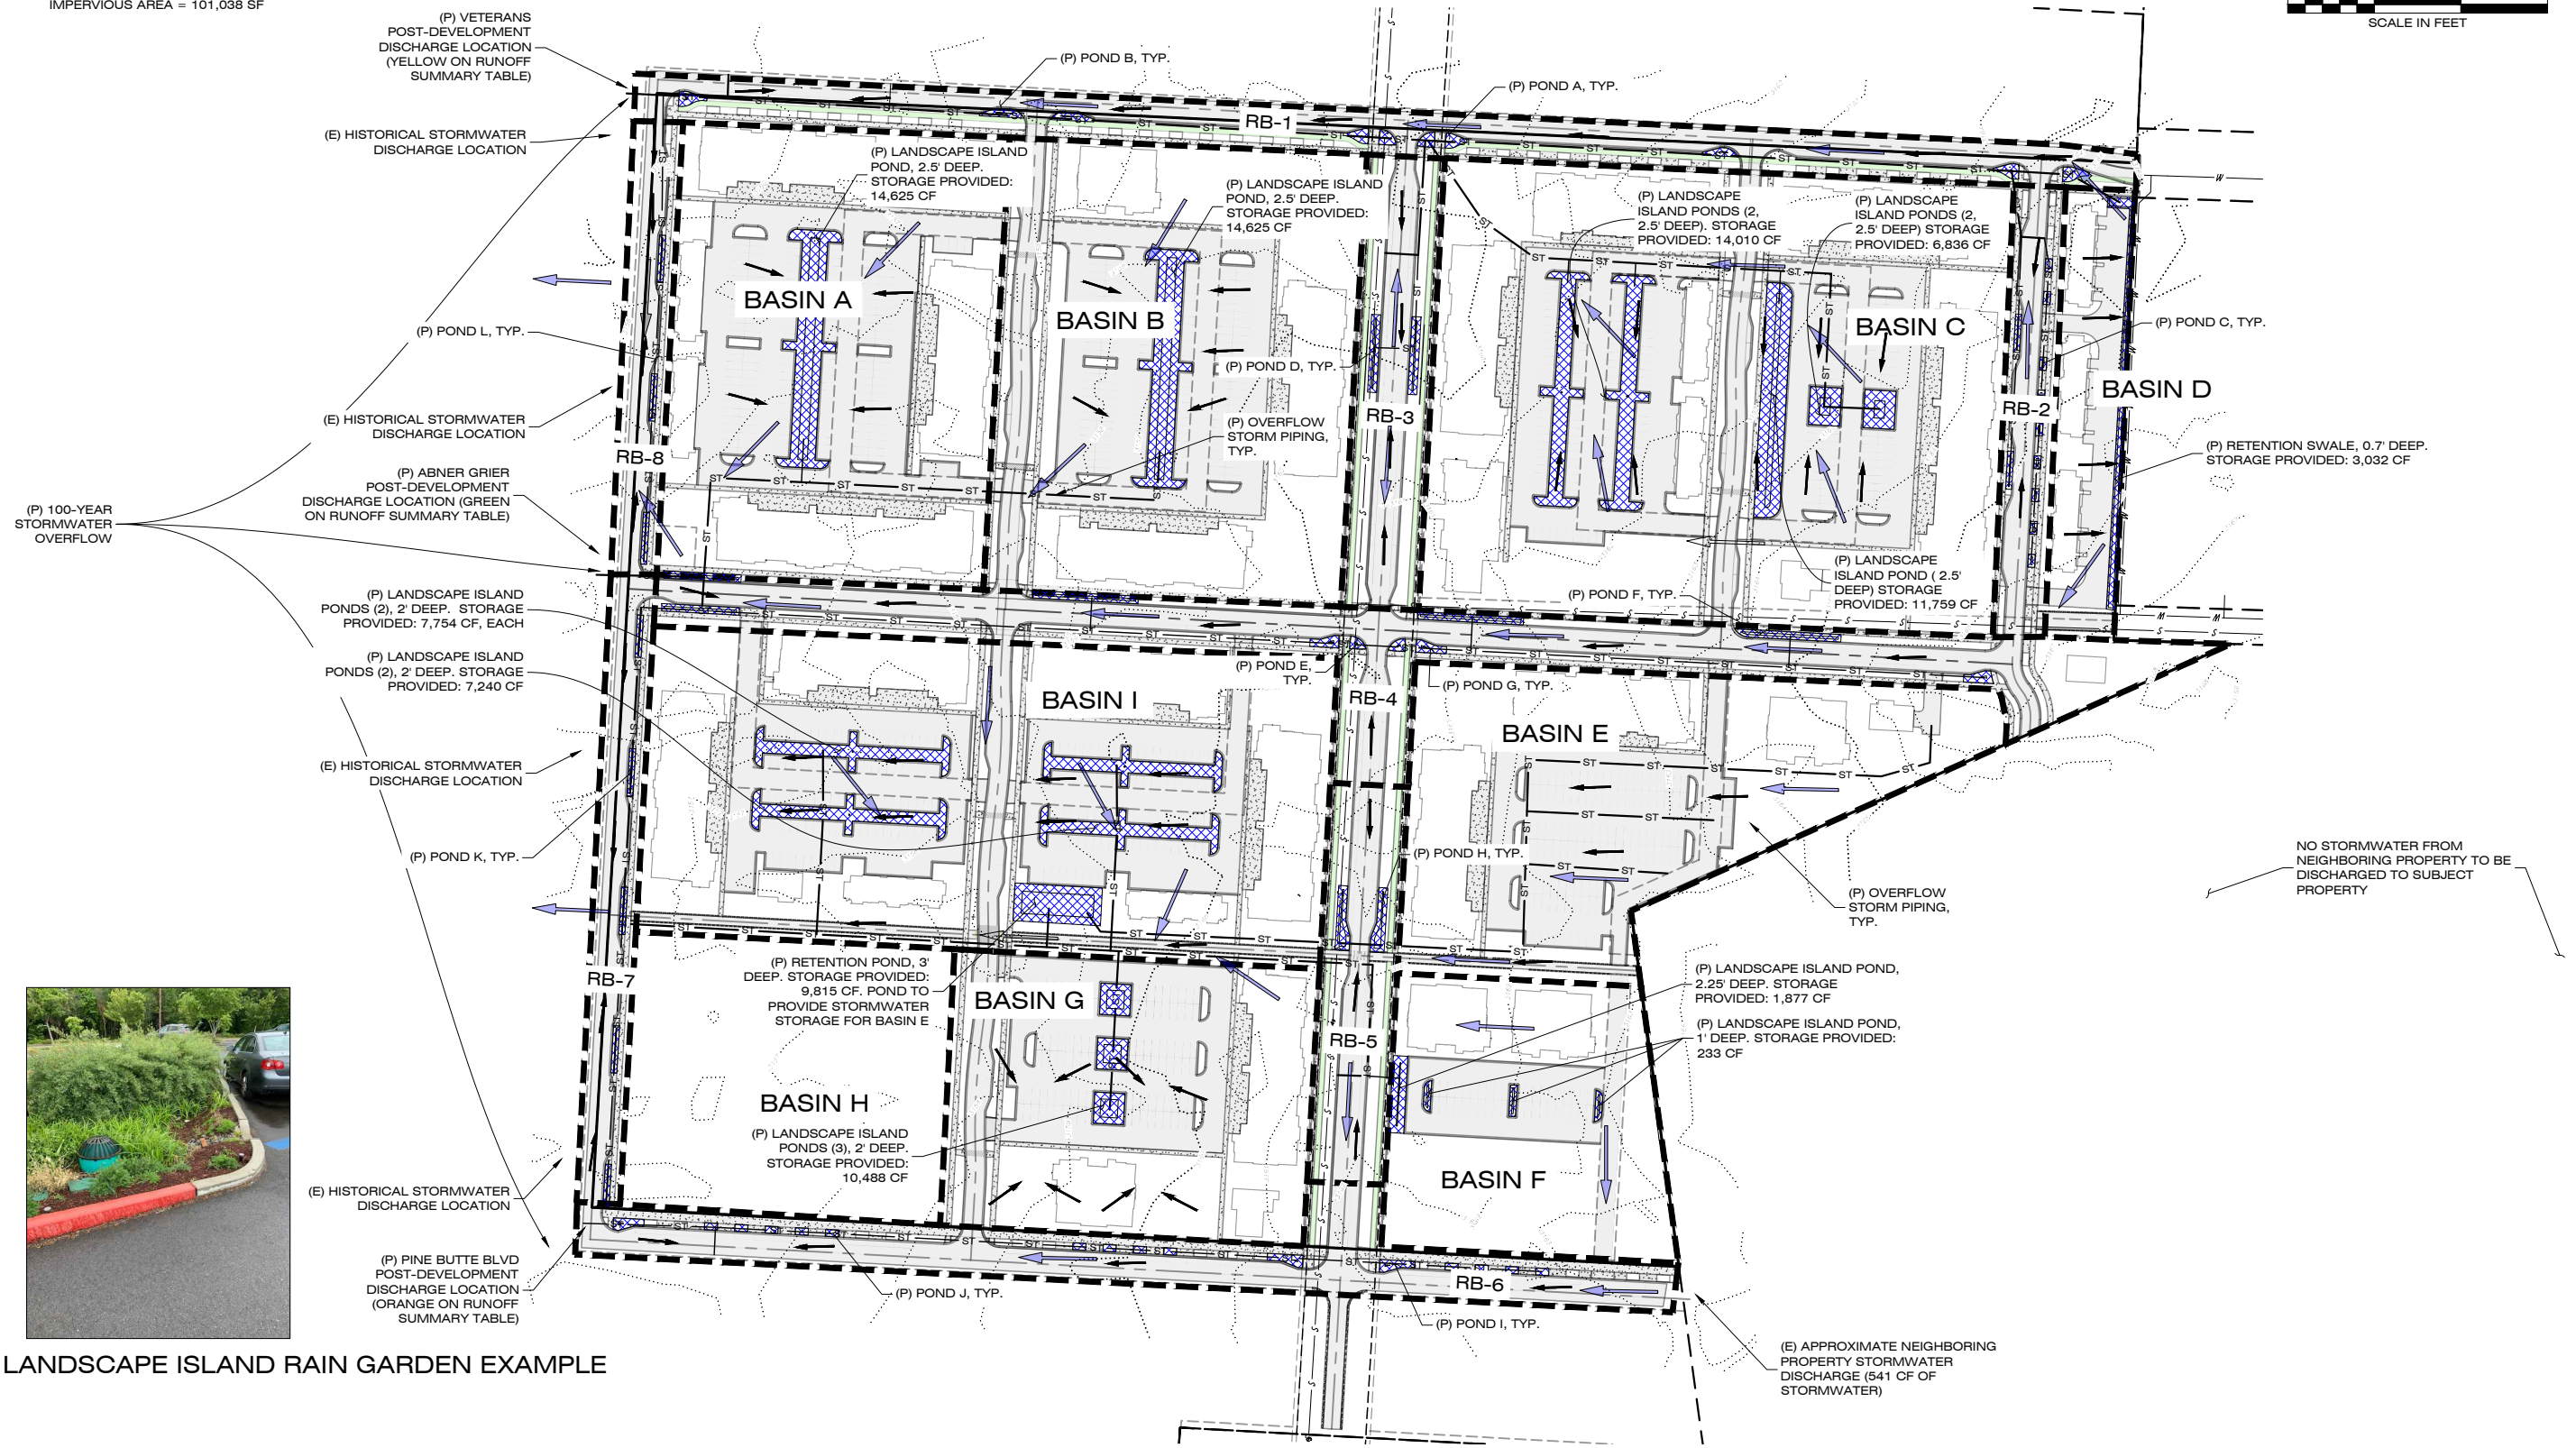 IMPERVIOUS AREA = 101,038 SF
SCALE IN FEET
(P) VETERANS
POST-DEVELOPMENT
DISCHARGE LOCATION
(YELLOW ON RUNOFF
SUMMARY TABLE)
(P) POND B, TYP.
(P) POND A, TYP.
(E) HISTORICAL STORMWATER
DISCHARGE LOCATION
RB-1
(P) LANDSCAPE ISLAND
POND, 2.5' DEEP.
STORAGE PROVIDED:
14,625 CF
(P) LANDSCAPE ISLAND
POND, 2.5' DEEP.
STORAGE PROVIDED:
14,625 CF
(P) LANDSCAPE
ISLAND PONDS (2,
2.5' DEEP). STORAGE
PROVIDED: 14,010 CF
(P) LANDSCAPE
ISLAND PONDS (2,
2.5' DEEP) STORAGE
PROVIDED: 6,836 CF
BASIN A
BASIN B
BASIN C
(P) POND L, TYP.
(P) POND C, TYP.
(P) POND D, TYP.
BASIN D
RB-3
RB-2
(E) HISTORICAL STORMWATER
DISCHARGE LOCATION
(P) OVERFLOW
STORM PIPING,
TYP.
RB-8
(P) RETENTION SWALE, 0.7' DEEP.
STORAGE PROVIDED: 3,032 CF
(P) ABNER GRIER
POST-DEVELOPMENT
DISCHARGE LOCATION (GREEN
ON RUNOFF SUMMARY TABLE)
(P) 100-YEAR
STORMWATER
OVERFLOW
(P) LANDSCAPE
ISLAND POND ( 2.5'
DEEP) STORAGE
PROVIDED: 11,759 CF
(P) POND F, TYP.
(P) LANDSCAPE ISLAND
PONDS (2), 2' DEEP. STORAGE
PROVIDED: 7,754 CF, EACH
(P) LANDSCAPE ISLAND
PONDS (2), 2' DEEP. STORAGE
PROVIDED: 7,240 CF
(P) POND E,
TYP.
(P) POND G, TYP.
BASIN I
RB-4
BASIN E
(E) HISTORICAL STORMWATER
DISCHARGE LOCATION
(P) POND K, TYP.
(P) POND H, TYP.
(P) OVERFLOW
STORM PIPING,
TYP.
NO STORMWATER FROM
NEIGHBORING PROPERTY TO BE
DISCHARGED TO SUBJECT
PROPERTY
RB-7
(P) RETENTION POND, 3'
DEEP. STORAGE PROVIDED:
9,815 CF. POND TO
PROVIDE STORMWATER
STORAGE FOR BASIN E
BASIN G
(P) LANDSCAPE ISLAND POND,
2.25' DEEP. STORAGE
PROVIDED: 1,877 CF
(P) LANDSCAPE ISLAND POND,
1' DEEP. STORAGE PROVIDED:
233 CF
RB-5
BASIN H
(P) LANDSCAPE ISLAND
PONDS (3), 2' DEEP.
STORAGE PROVIDED:
10,488 CF
BASIN F
(E) HISTORICAL STORMWATER
DISCHARGE LOCATION
(P) PINE BUTTE BLVD
POST-DEVELOPMENT
DISCHARGE LOCATION
(ORANGE ON RUNOFF
SUMMARY TABLE)
(P) POND J, TYP.
RB-6
(P) POND I, TYP.
(E) APPROXIMATE NEIGHBORING
PROPERTY STORMWATER
DISCHARGE (541 CF OF
STORMWATER)
LANDSCAPE ISLAND RAIN GARDEN EXAMPLE